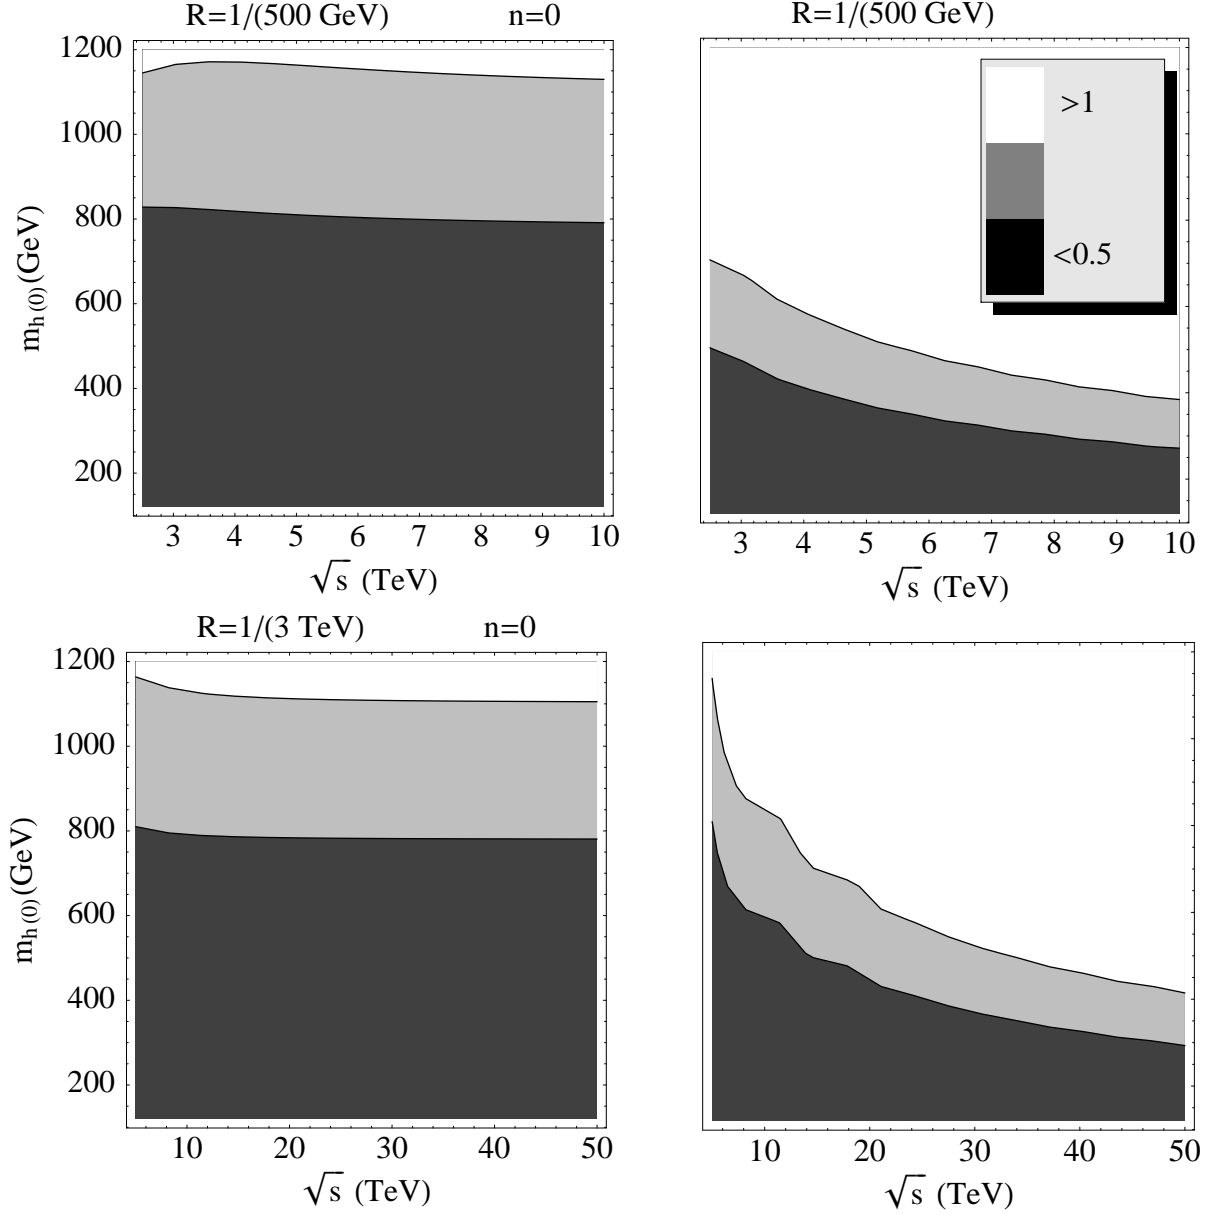 R=1/(500 GeV) n=0
1200
1000
800
600
400
200
m_h(0)(GeV)
3 4 5 6 7 8 9 10
√s (TeV)
R=1/(500 GeV)
>1
<0.5
3 4 5 6 7 8 9 10
√s (TeV)
R=1/(3 TeV) n=0
1200
1000
800
600
400
200
m_h(0)(GeV)
10 20 30 40 50
√s (TeV)
10 20 30 40 50
√s (TeV)